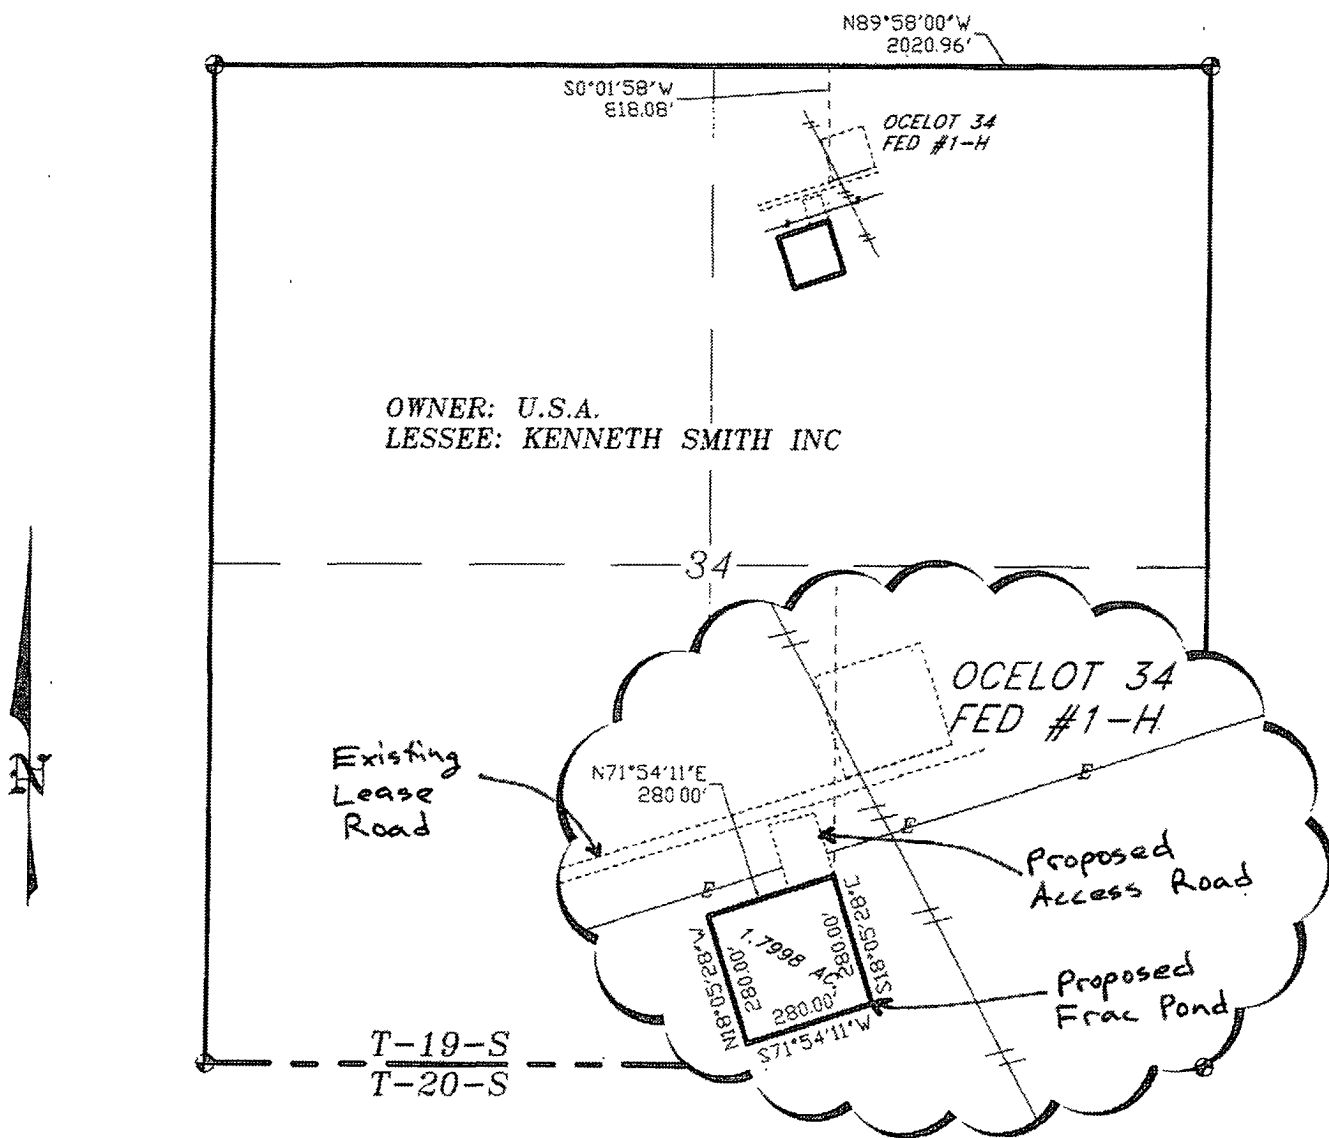 N89°58'00"W
2020.96'
S0°01'58"W
818.08'
OCELOT 34
FED #1-H
OWNER: U.S.A.
LESSEE: KENNETH SMITH INC
34
OCELOT 34
FED #1-H
Existing
Lease
Road
N71°54'11"E
280.00'
E
E
E
Proposed
Access Road
N18°05'28"W
280.00'
1.7998 AC
S18°05'28"E
280.00'
280.00'
S71°54'11"W
Proposed
Frac Pond
N
T-19-S
T-20-S